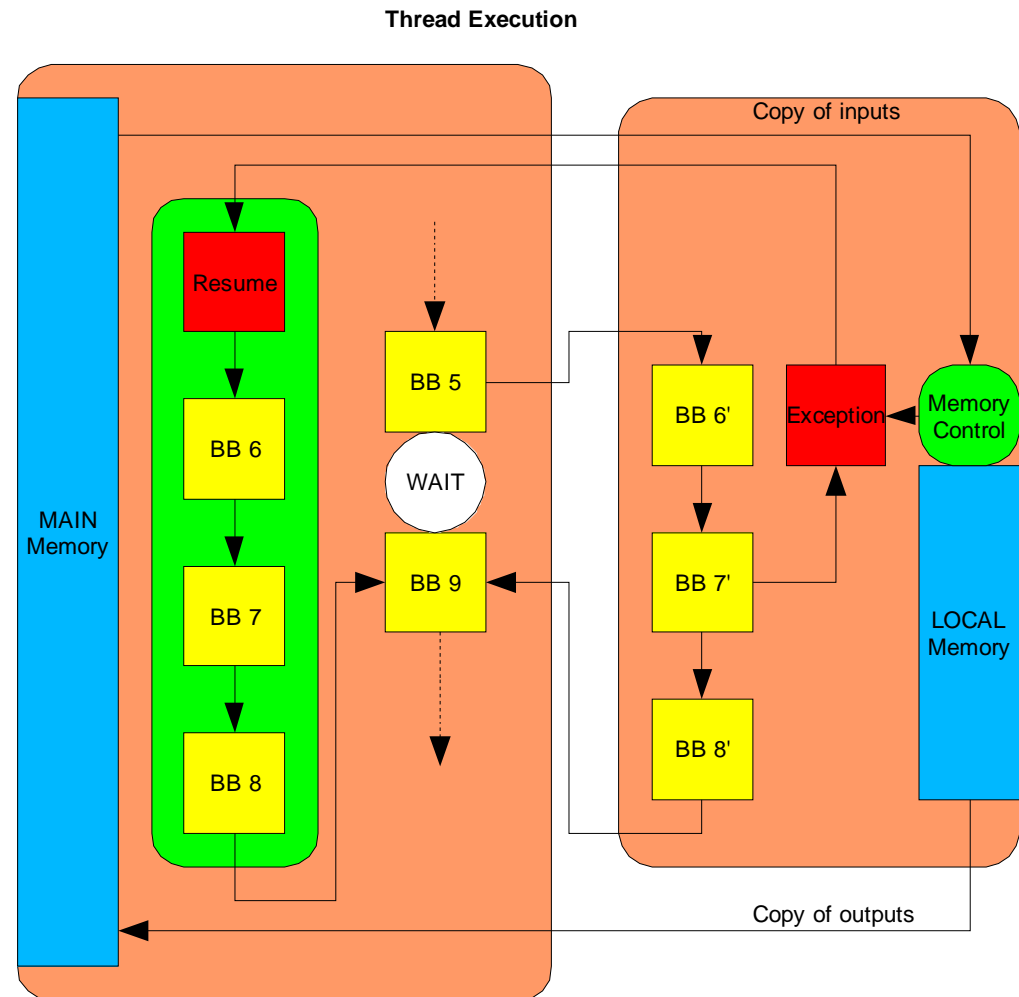 Thread Execution
Copy of inputs
Resume
BB 5
BB 6'
Exception
Memory
Control
BB 6
WAIT
MAIN
Memory
BB 9
BB 7'
BB 7
LOCAL
Memory
BB 8'
BB 8
Copy of outputs